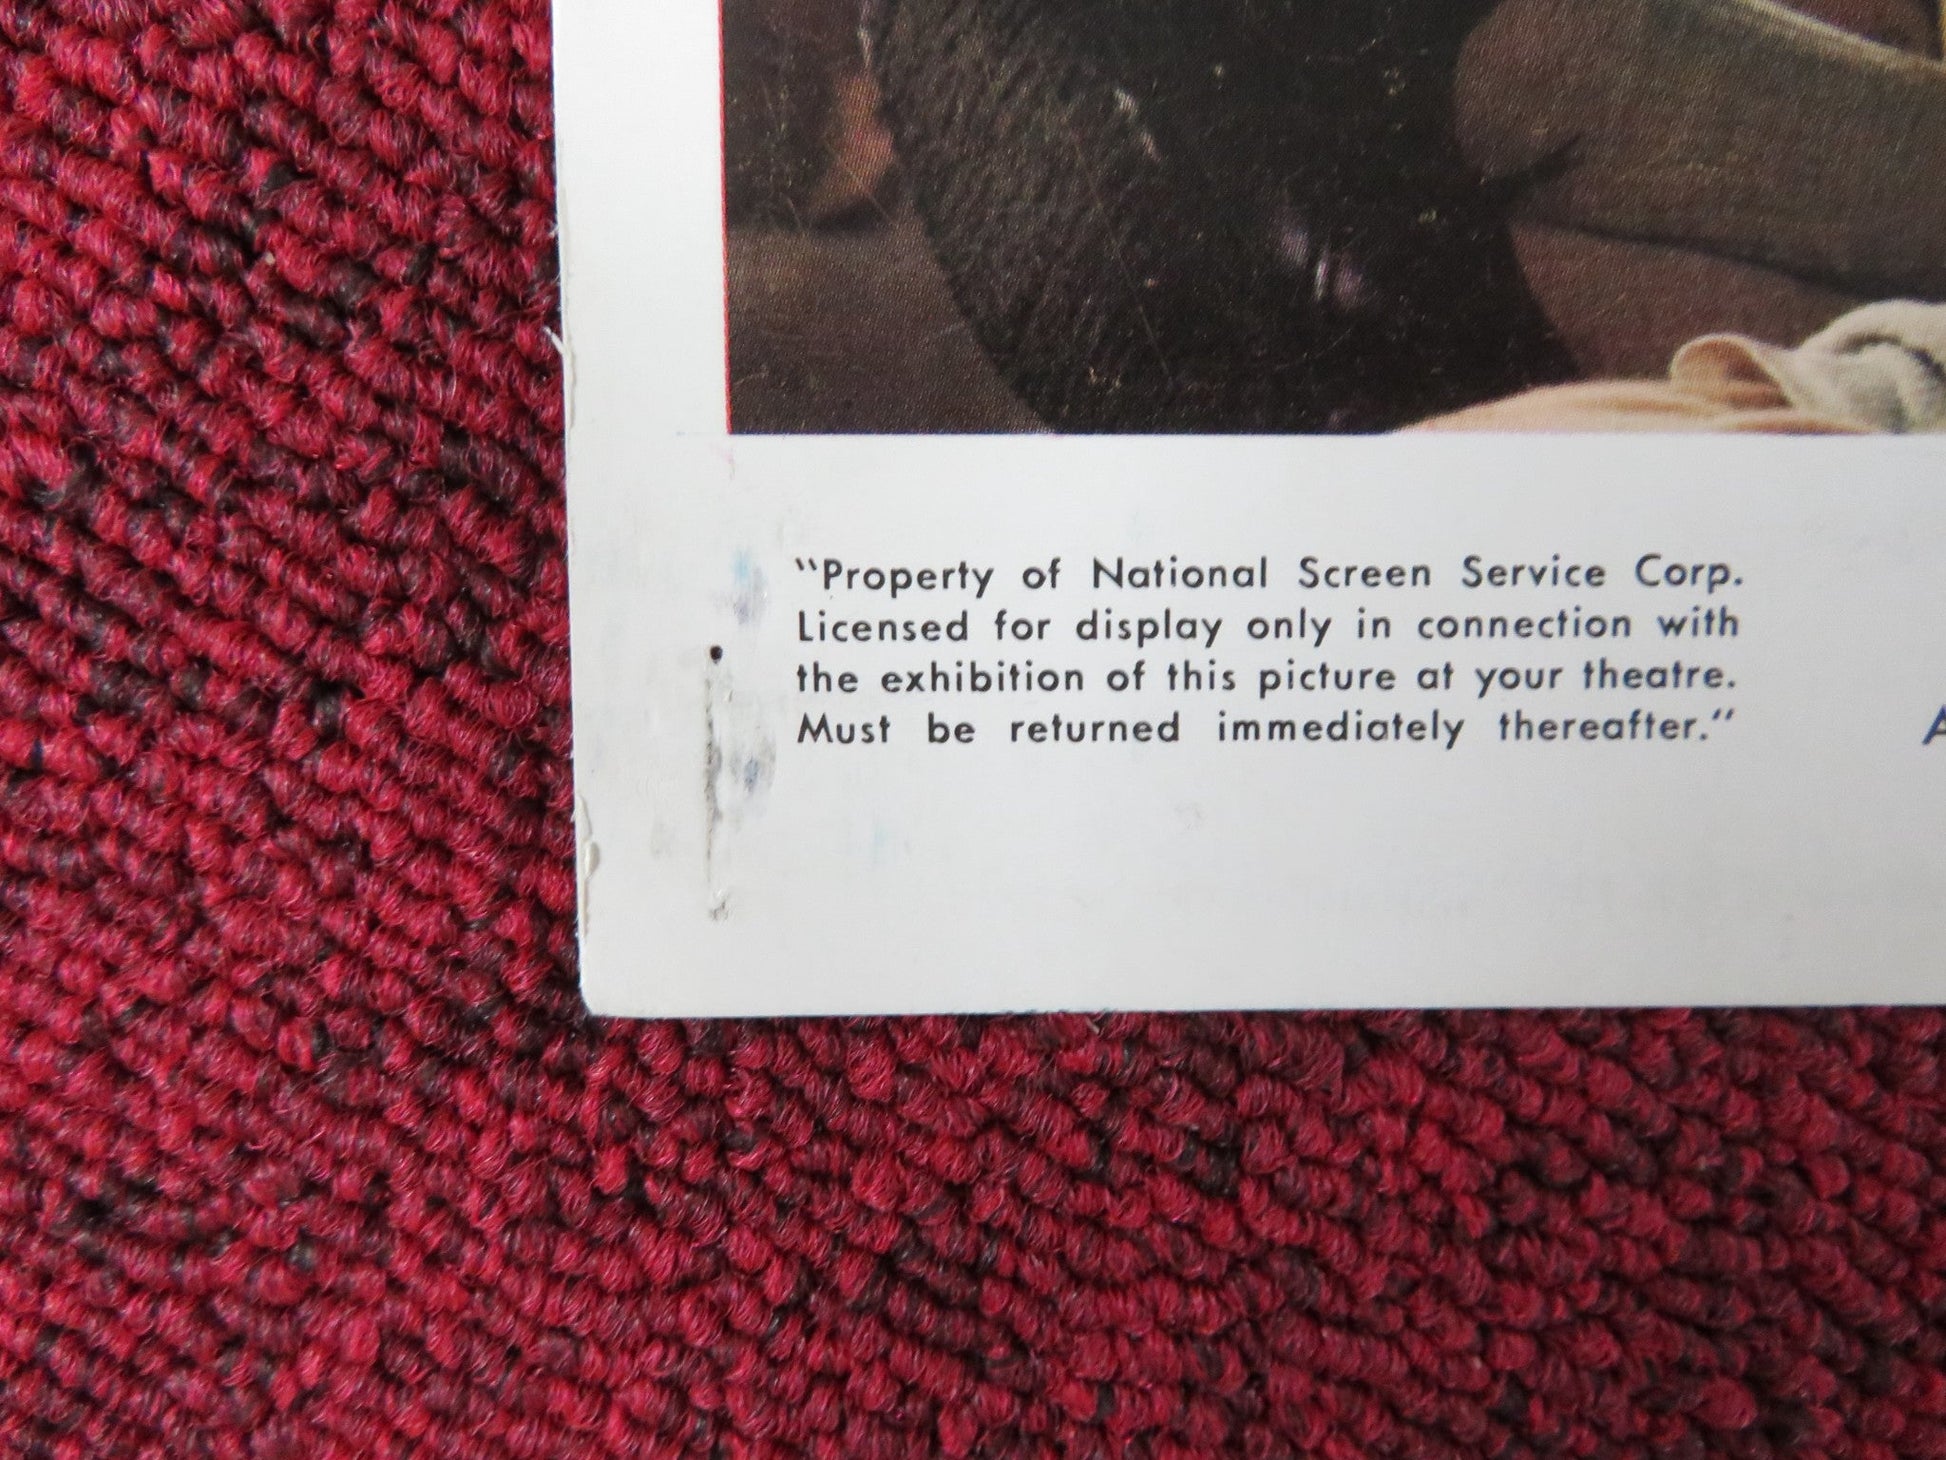 "Property of National Screen Service Corp.
Licensed for display only in connection with
the exhibition of this picture at your theatre.
Must be returned immediately thereafter."
A